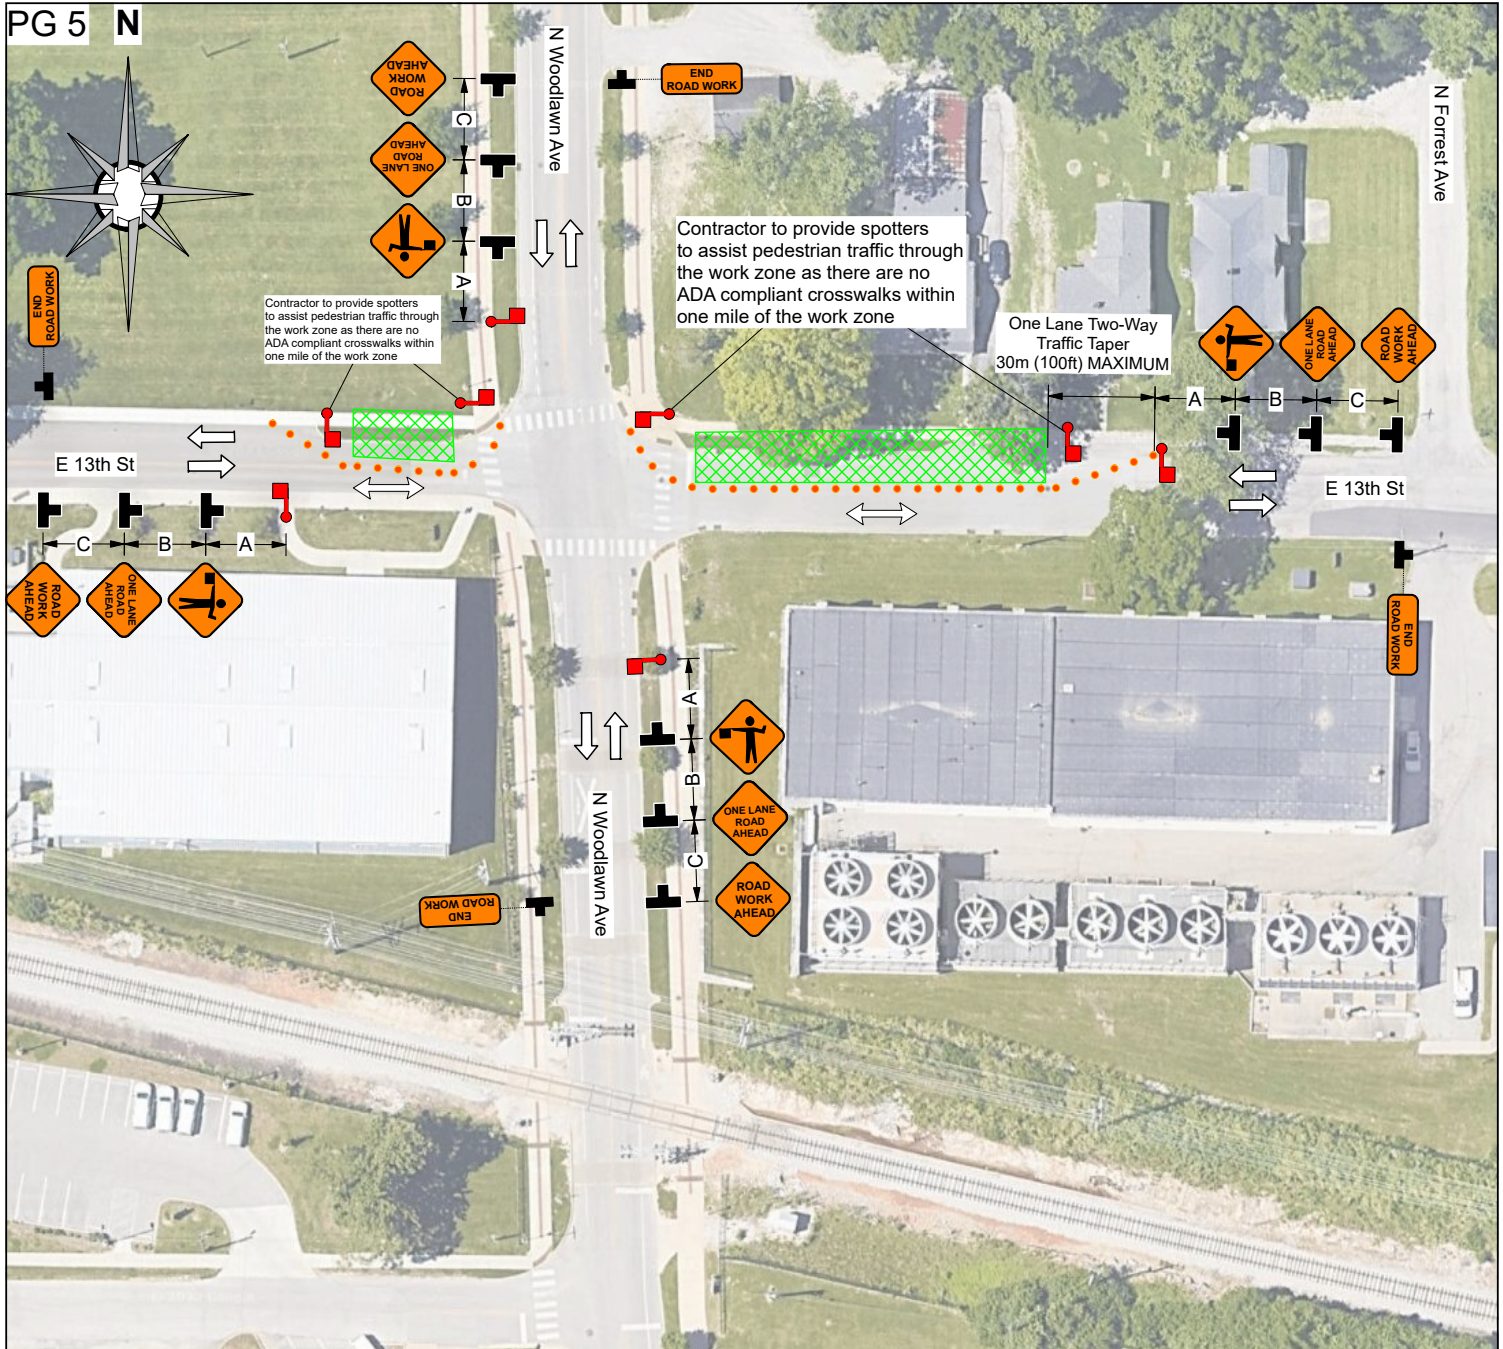 PG 5
N
ROAD
WORK
AHEAD
C
ONE LANE
ROAD
AHEAD
B
A
N Woodlawn Ave
END
ROAD WORK
N Forrest Ave
END
ROAD WORK
Contractor to provide spotters
to assist pedestrian traffic through
the work zone as there are no
ADA compliant crosswalks within
one mile of the work zone
Contractor to provide spotters
to assist pedestrian traffic through
the work zone as there are no
ADA compliant crosswalks within
one mile of the work zone
One Lane Two-Way
Traffic Taper
30m (100ft) MAXIMUM
ONE LANE
ROAD
AHEAD
ROAD
WORK
AHEAD
A
B
C
E 13th St
E 13th St
C
B
A
ROAD
WORK
AHEAD
ONE LANE
ROAD
AHEAD
END
ROAD WORK
A
B
C
ONE LANE
ROAD
AHEAD
ROAD
WORK
AHEAD
N Woodlawn Ave
END
ROAD WORK